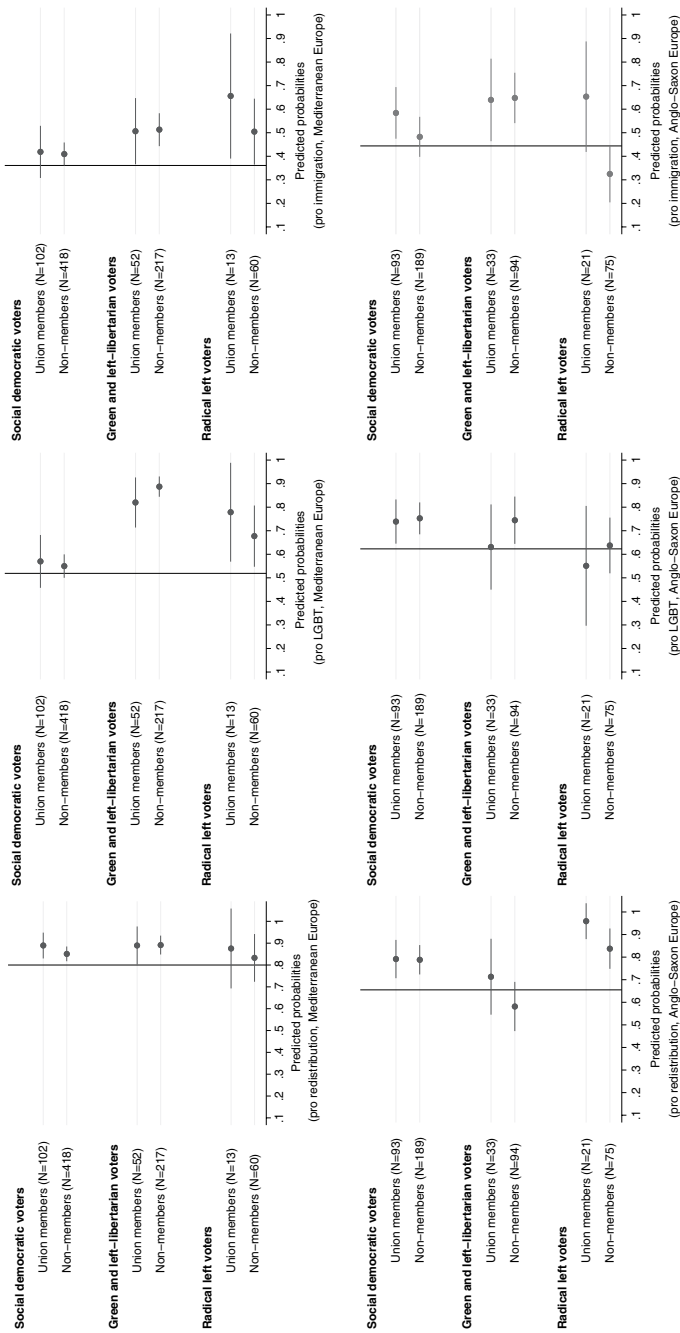 Social democratic voters
Union members (N=102)
Non−members (N=418)
Green and left−libertarian voters
Union members (N=52)
Non−members (N=217)
Radical left voters
Union members (N=13)
Non−members (N=60)
.1 .2 .3 .4 .5 .6 .7 .8 .9 1
Predicted probabilities
(pro redistribution, Mediterranean Europe)
Social democratic voters
Union members (N=102)
Non−members (N=418)
Green and left−libertarian voters
Union members (N=52)
Non−members (N=217)
Radical left voters
Union members (N=13)
Non−members (N=60)
.1 .2 .3 .4 .5 .6 .7 .8 .9 1
Predicted probabilities
(pro LGBT, Mediterranean Europe)
Social democratic voters
Union members (N=102)
Non−members (N=418)
Green and left−libertarian voters
Union members (N=52)
Non−members (N=217)
Radical left voters
Union members (N=13)
Non−members (N=60)
.1 .2 .3 .4 .5 .6 .7 .8 .9 1
Predicted probabilities
(pro immigration, Mediterranean Europe)
Social democratic voters
Union members (N=93)
Non−members (N=189)
Green and left−libertarian voters
Union members (N=33)
Non−members (N=94)
Radical left voters
Union members (N=21)
Non−members (N=75)
.1 .2 .3 .4 .5 .6 .7 .8 .9 1
Predicted probabilities
(pro redistribution, Anglo−Saxon Europe)
Social democratic voters
Union members (N=93)
Non−members (N=189)
Green and left−libertarian voters
Union members (N=33)
Non−members (N=94)
Radical left voters
Union members (N=21)
Non−members (N=75)
.1 .2 .3 .4 .5 .6 .7 .8 .9 1
Predicted probabilities
(pro LGBT, Anglo−Saxon Europe)
Social democratic voters
Union members (N=93)
Non−members (N=189)
Green and left−libertarian voters
Union members (N=33)
Non−members (N=94)
Radical left voters
Union members (N=21)
Non−members (N=75)
.1 .2 .3 .4 .5 .6 .7 .8 .9 1
Predicted probabilities
(pro immigration, Anglo−Saxon Europe)